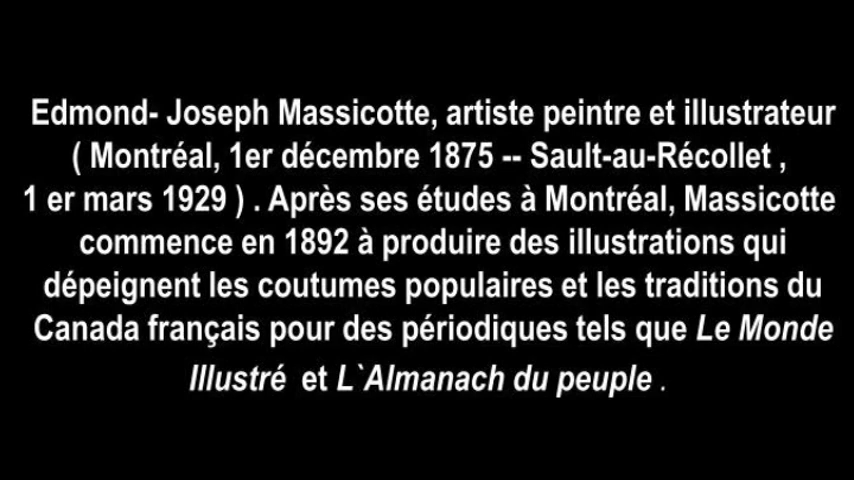 Edmond- Joseph Massicotte, artiste peintre et illustrateur
( Montréal, 1er décembre 1875 -- Sault-au-Récollet ,
1 er mars 1929 ) . Après ses études à Montréal, Massicotte
commence en 1892 à produire des illustrations qui
dépeignent les coutumes populaires et les traditions du
Canada français pour des périodiques tels que Le Monde
Illustré et L`Almanach du peuple .